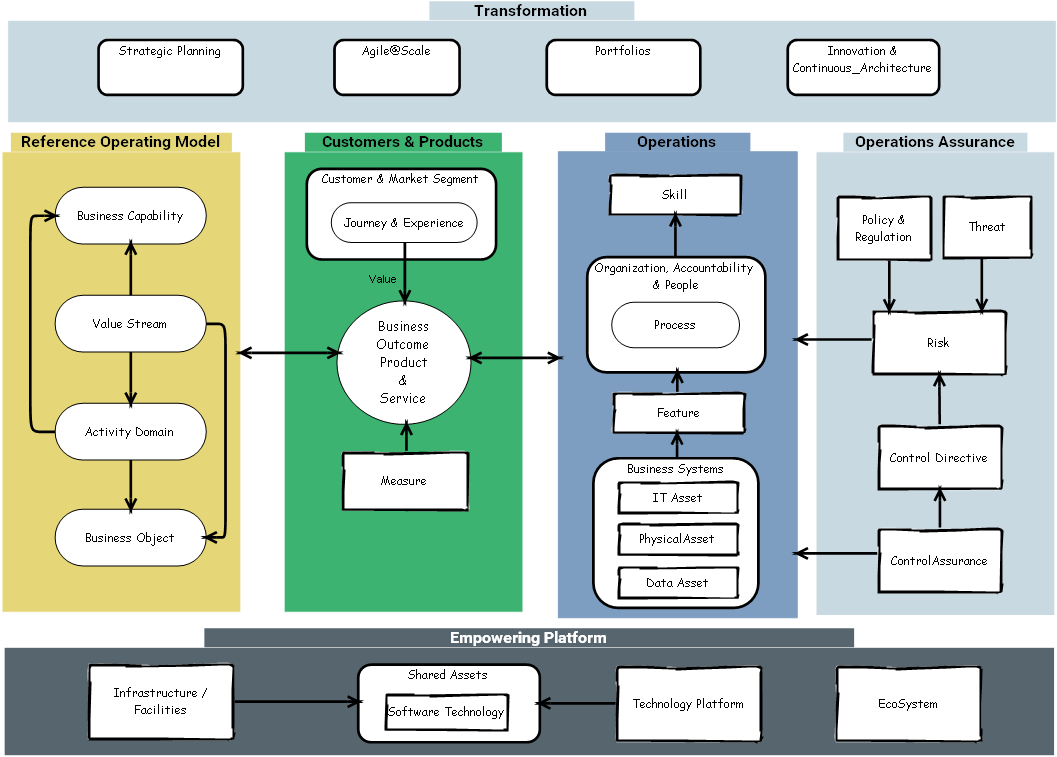 Transformation
Strategic Planning
Agile@Scale
Portfolios
Innovation &
Continuous_Architecture
Reference Operating Model
Business Capability
Value Stream
Activity Domain
Business Object
Customers & Products
Customer & Market Segment
Journey & Experience
Value
Business
Outcome
Product
&
Service
Measure
Operations
Skill
Organization, Accountability
& People
Process
Feature
Business Systems
IT Asset
PhysicalAsset
Data Asset
Operations Assurance
Policy &
Regulation
Threat
Risk
Control Directive
ControlAssurance
Empowering Platform
Infrastructure /
Facilities
Shared Assets
Software Technology
Technology Platform
EcoSystem